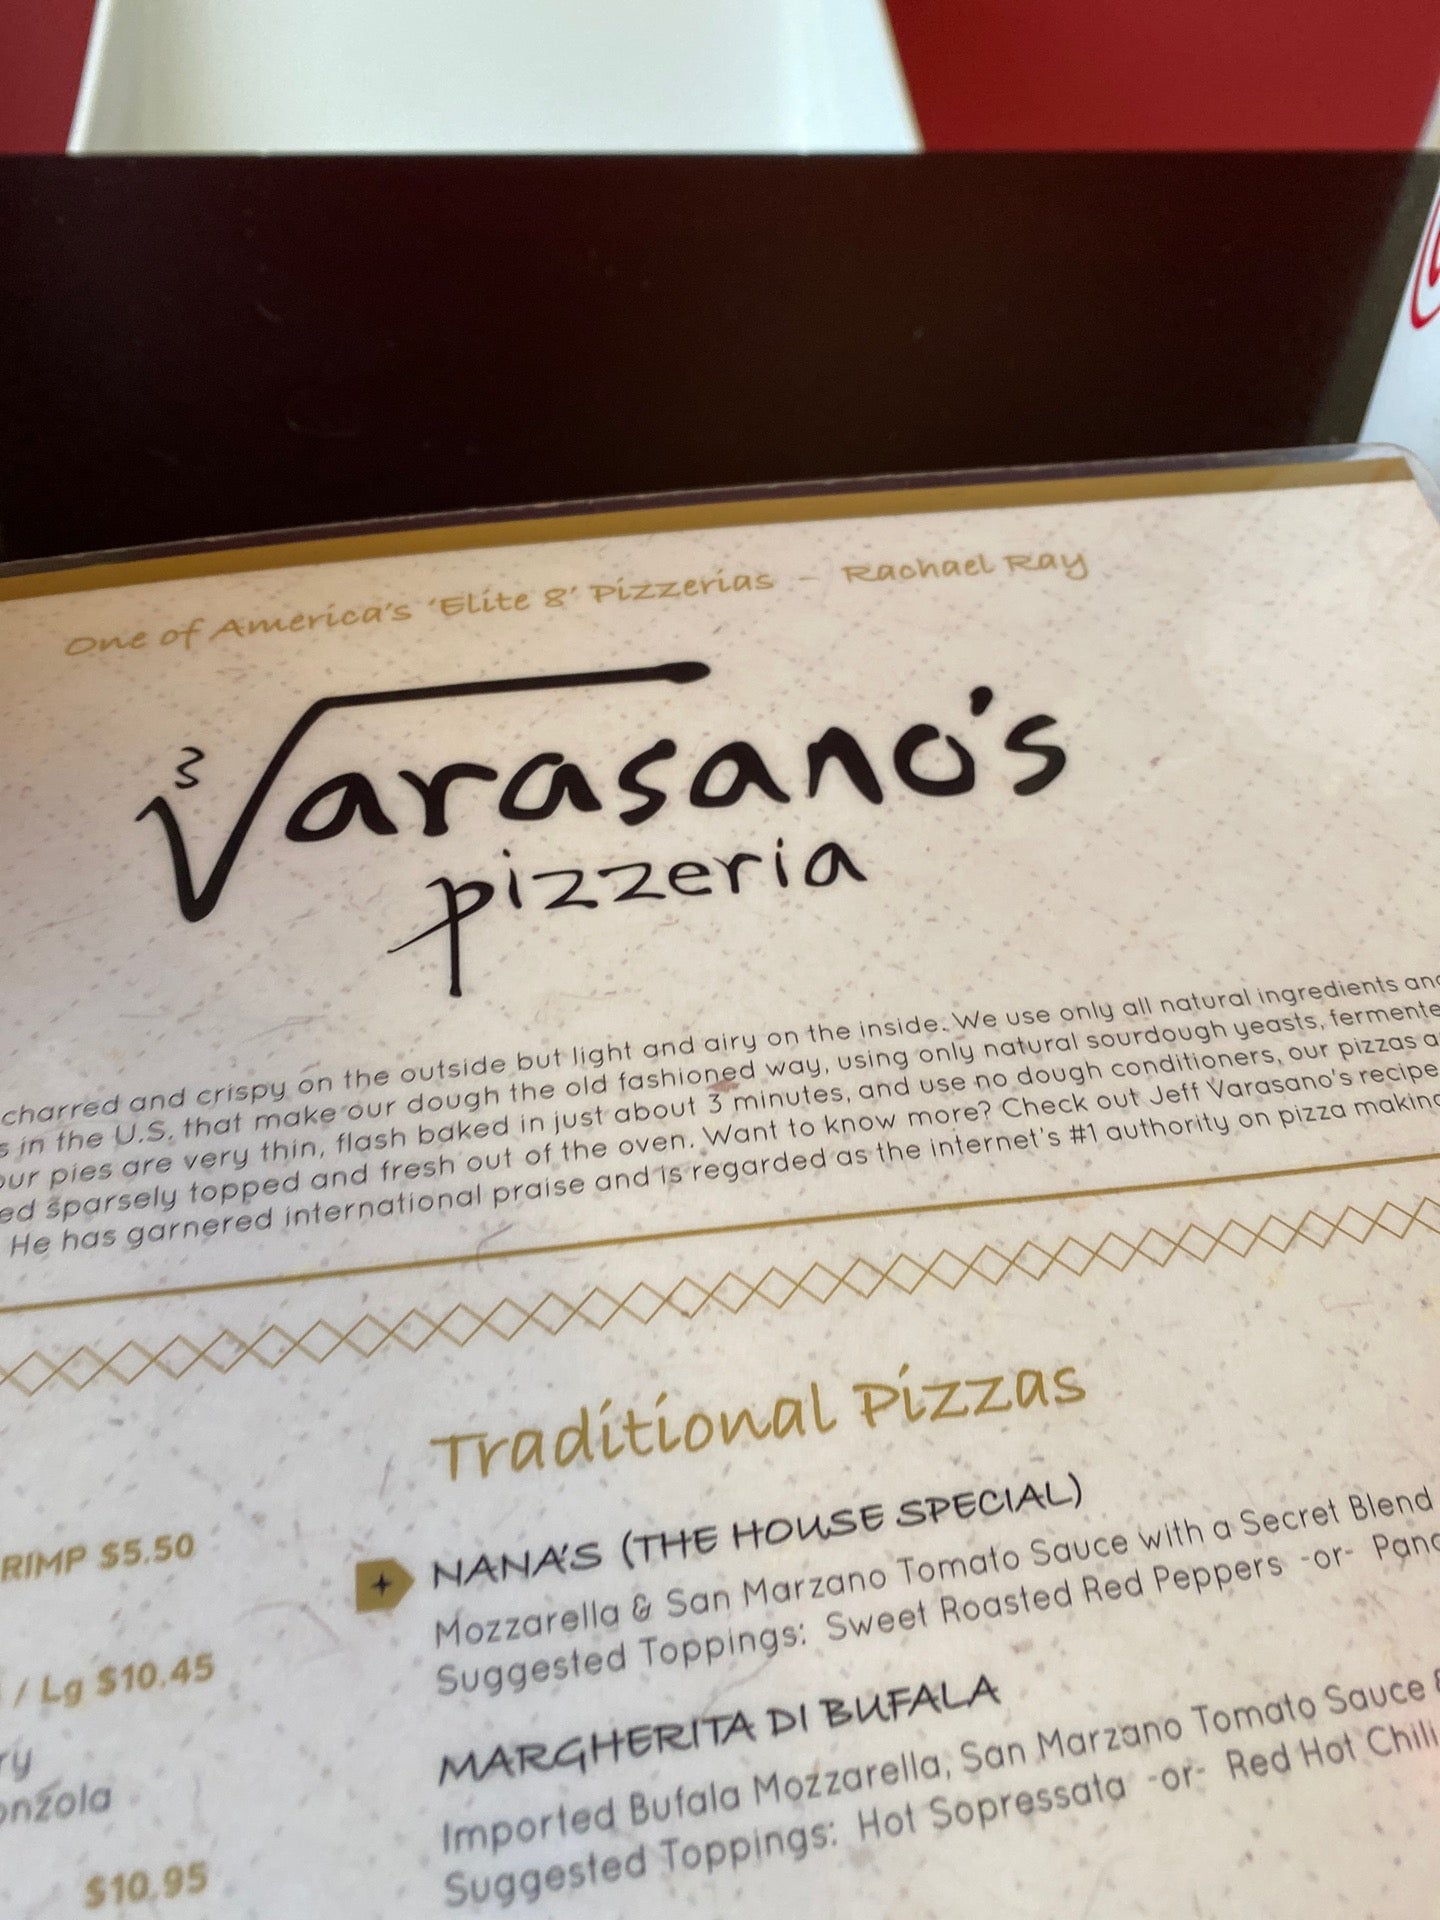 One of America's 'Elite 8' Pizzerias - Rachael Ray
3
Varasano's
pizzeria
charred and crispy on the outside but light and airy on the inside. We use only all natural ingredients and
s in the U.S. that make our dough the old fashioned way, using only natural sourdough yeasts, fermente
our pies are very thin, flash baked in just about 3 minutes, and use no dough conditioners, our pizzas a
ed sparsely topped and fresh out of the oven. Want to know more? Check out Jeff Varasano's recipe
He has garnered international praise and is regarded as the internet's #1 authority on pizza making
Traditional Pizzas
NANA'S (THE HOUSE SPECIAL)
Mozzarella & San Marzano Tomato Sauce with a Secret Blend
Suggested Toppings: Sweet Roasted Red Peppers -or- Panc
MARGHERITA DI BUFALA
Imported Bufala Mozzarella, San Marzano Tomato Sauce &
Suggested Toppings: Hot Sopressata -or- Red Hot Chili
RIMP $5.50
/ Lg $10.45
ry
onzola
$10.95